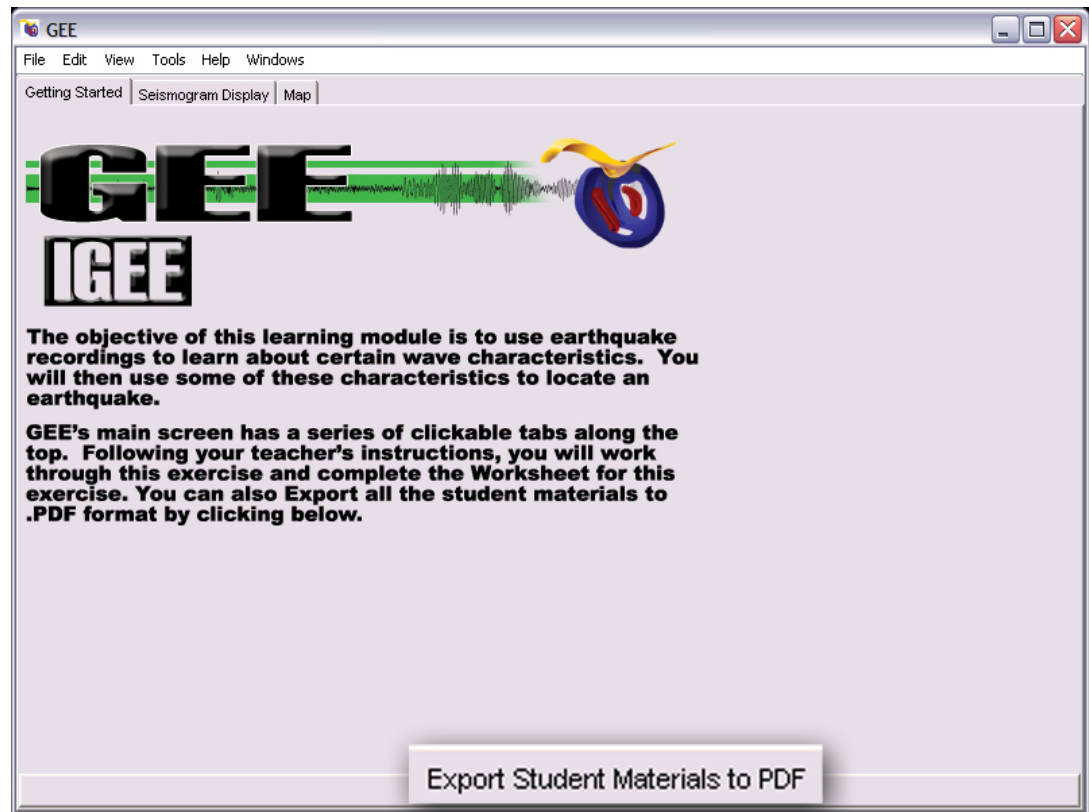 GEE
File Edit View Tools Help Windows
Getting Started Seismogram Display Map
GEE
IGEE
The objective of this learning module is to use earthquake
recordings to learn about certain wave characteristics. You
will then use some of these characteristics to locate an
earthquake.
GEE's main screen has a series of clickable tabs along the
top. Following your teacher's instructions, you will work
through this exercise and complete the Worksheet for this
exercise. You can also Export all the student materials to
.PDF format by clicking below.
Export Student Materials to PDF